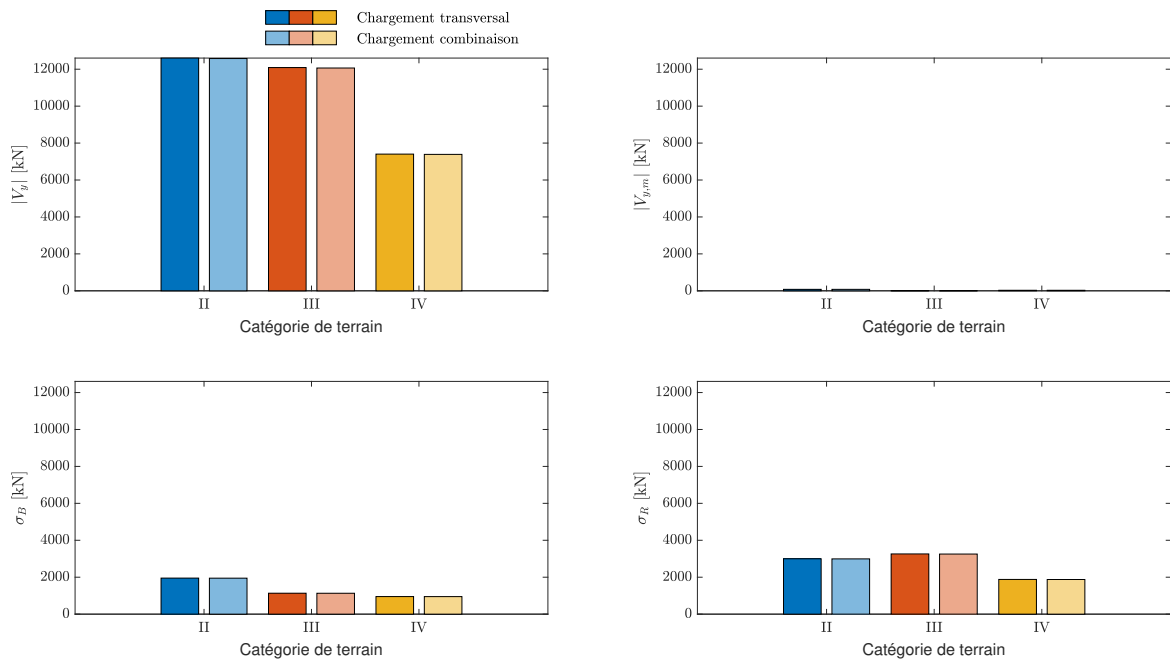 Chargement transversal
Chargement combinaison
|V_y| [kN]
12000
10000
8000
6000
4000
2000
0
II III IV
Catégorie de terrain
|V_{y,m}| [kN]
12000
10000
8000
6000
4000
2000
0
II III IV
Catégorie de terrain
σ_B [kN]
12000
10000
8000
6000
4000
2000
0
II III IV
Catégorie de terrain
σ_R [kN]
12000
10000
8000
6000
4000
2000
0
II III IV
Catégorie de terrain